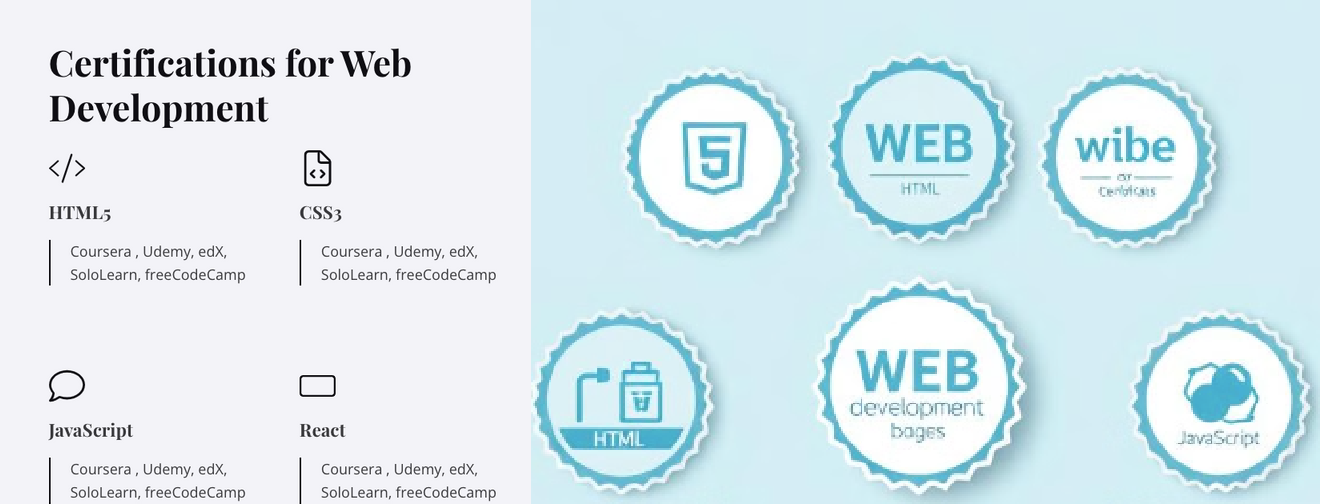 Certifications for Web
Development
HTML5
Coursera , Udemy, edX,
SoloLearn, freeCodeCamp
CSS3
Coursera , Udemy, edX,
SoloLearn, freeCodeCamp
JavaScript
Coursera , Udemy, edX,
SoloLearn, freeCodeCamp
React
Coursera , Udemy, edX,
SoloLearn, freeCodeCamp
5
WEB
HTML
wibe
HTML
WEB
development
bages
JavaScript